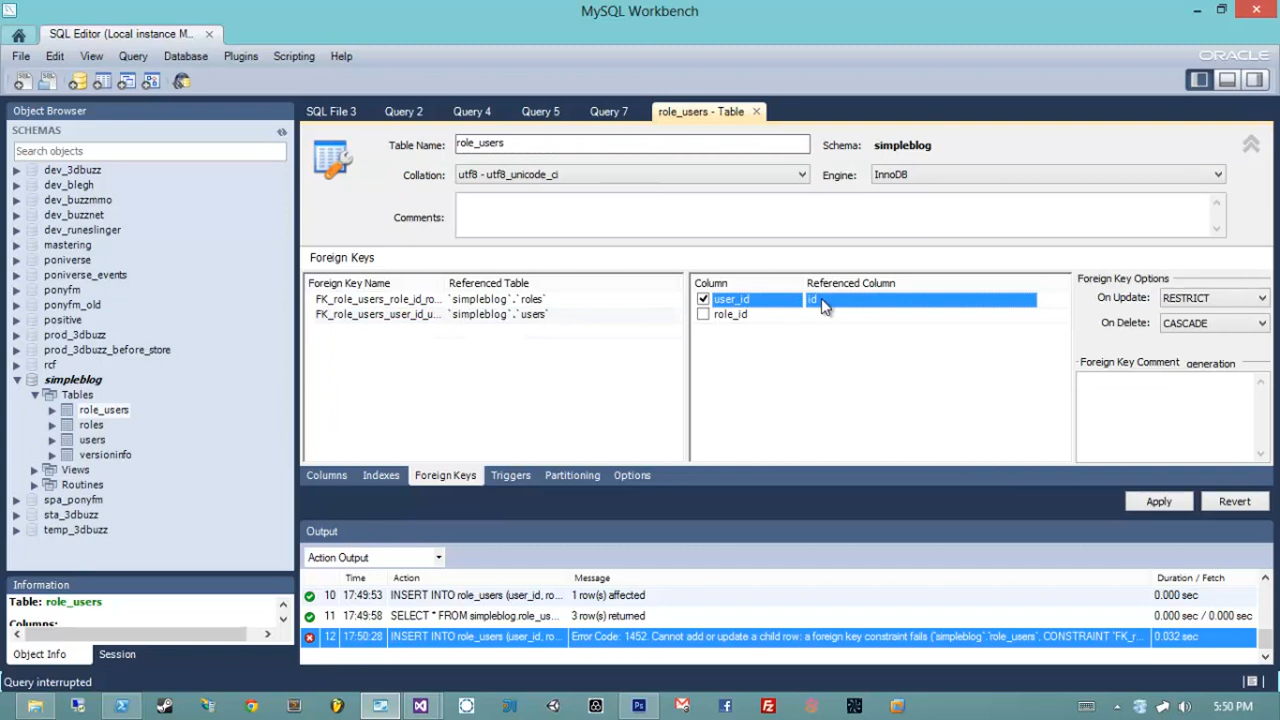 MySQL Workbench
SQL Editor (Local instance M...
File Edit View Query Database Plugins Scripting Help
ORACLE
Object Browser
SCHEMAS
Search objects
dev_3dbuzz
dev_blegh
dev_buzzmmo
dev_buzznet
dev_runeslinger
mastering
poniverse
poniverse_events
ponyfm
ponyfm_old
positive
prod_3dbuzz
prod_3dbuzz_before_store
rcf
simpleblog
Tables
role_users
roles
users
versioninfo
Views
Routines
spa_ponyfm
sta_3dbuzz
temp_3dbuzz
Information
Table: role_users
Columns:
Object Info Session
SQL File 3 Query 2 Query 4 Query 5 Query 7 role_users - Table
Table Name: role_users Schema: simpleblog
Collation: utf8 - utf8_unicode_ci Engine: InnoDB
Comments:
Foreign Keys
Foreign Key Name Referenced Table
FK_role_users_role_id_ro... `simpleblog`.`roles`
FK_role_users_user_id_u... `simpleblog`.`users`
Column Referenced Column
user_id id
role_id
Foreign Key Options
On Update: RESTRICT
On Delete: CASCADE
Foreign Key Comment generation
Columns Indexes Foreign Keys Triggers Partitioning Options
Apply Revert
Output
Action Output
Time Action Message Duration / Fetch
10 17:49:53 INSERT INTO role_users (user_id, ro... 1 row(s) affected 0.000 sec
11 17:49:58 SELECT * FROM simpleblog.role_us... 3 row(s) returned 0.000 sec / 0.000 sec
12 17:50:28 INSERT INTO role_users (user_id, ro... Error Code: 1452. Cannot add or update a child row: a foreign key constraint fails (`simpleblog`.`role_users`, CONSTRAINT `FK_r... 0.032 sec
Query interrupted
5:50 PM